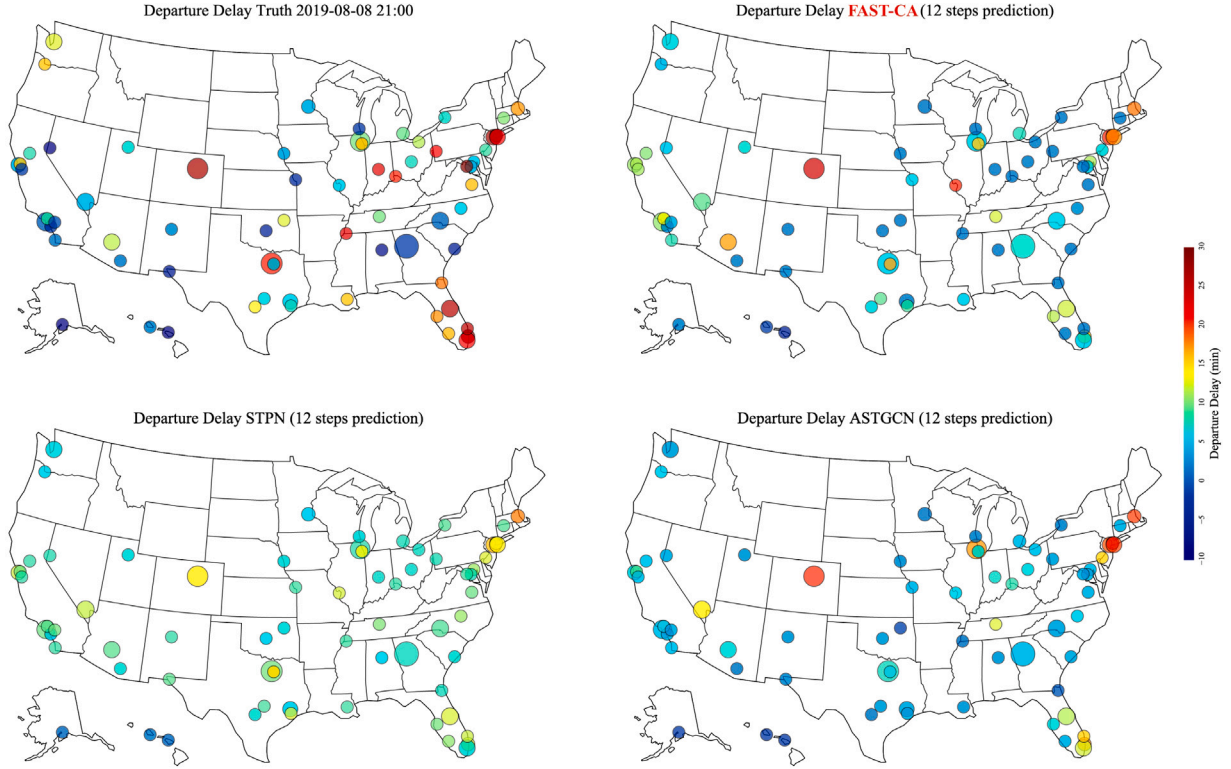 Departure Delay Truth 2019-08-08 21:00
Departure Delay FAST-CA (12 steps prediction)
Departure Delay STPN (12 steps prediction)
Departure Delay ASTGCN (12 steps prediction)
30
25
20
15
10
5
0
−5
−10
Departure Delay (min)